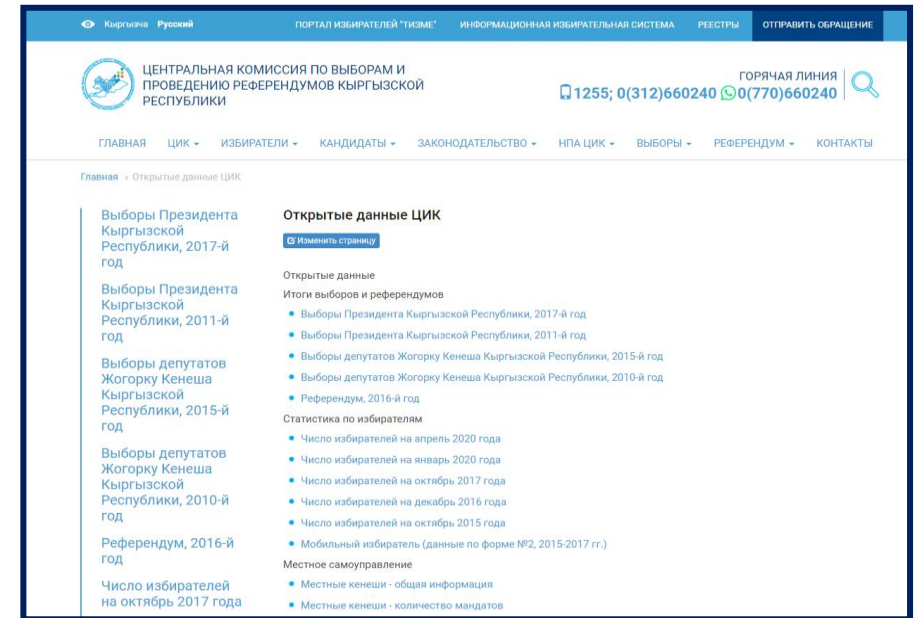 Кыргызча Русский ПОРТАЛ ИЗБИРАТЕЛЕЙ "ТИЗМЕ" ИНФОРМАЦИОННАЯ ИЗБИРАТЕЛЬНАЯ СИСТЕМА РЕЕСТРЫ ОТПРАВИТЬ ОБРАЩЕНИЕ
ЦЕНТРАЛЬНАЯ КОМИССИЯ ПО ВЫБОРАМ И
ПРОВЕДЕНИЮ РЕФЕРЕНДУМОВ КЫРГЫЗСКОЙ
РЕСПУБЛИКИ
ГОРЯЧАЯ ЛИНИЯ
1255; 0(312)660240 0(770)660240
ГЛАВНАЯ ЦИК ИЗБИРАТЕЛИ КАНДИДАТЫ ЗАКОНОДАТЕЛЬСТВО НПА ЦИК ВЫБОРЫ РЕФЕРЕНДУМ КОНТАКТЫ
Главная » Открытые данные ЦИК
Выборы Президента
Кыргызской
Республики, 2017-й
год
Выборы Президента
Кыргызской
Республики, 2011-й
год
Выборы депутатов
Жогорку Кенеша
Кыргызской
Республики, 2015-й
год
Выборы депутатов
Жогорку Кенеша
Кыргызской
Республики, 2010-й
год
Референдум, 2016-й
год
Число избирателей
на октябрь 2017 года
Открытые данные ЦИК
Изменить страницу
Открытые данные
Итоги выборов и референдумов
Выборы Президента Кыргызской Республики, 2017-й год
Выборы Президента Кыргызской Республики, 2011-й год
Выборы депутатов Жогорку Кенеша Кыргызской Республики, 2015-й год
Выборы депутатов Жогорку Кенеша Кыргызской Республики, 2010-й год
Референдум, 2016-й год
Статистика по избирателям
Число избирателей на апрель 2020 года
Число избирателей на январь 2020 года
Число избирателей на октябрь 2017 года
Число избирателей на декабрь 2016 года
Число избирателей на октябрь 2015 года
Мобильный избиратель (данные по форме №2, 2015-2017 гг.)
Местное самоуправление
Местные кенеши - общая информация
Местные кенеши - количество мандатов